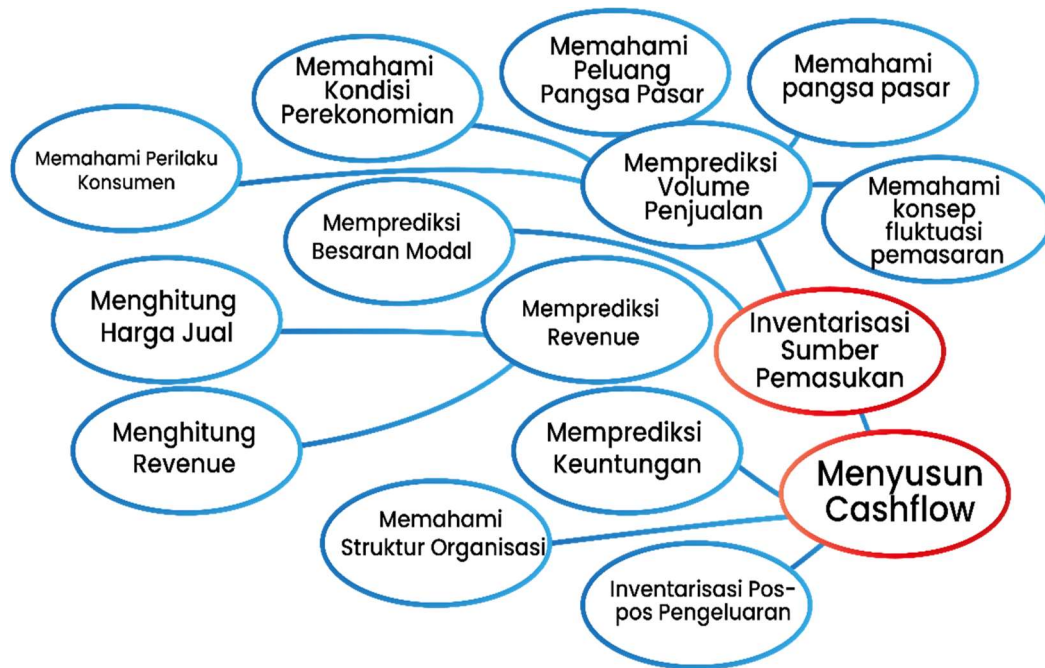 Memahami
Peluang
Pangsa Pasar
Memahami
Kondisi
Perekonomian
Memahami
pangsa pasar
Memahami Perilaku
Konsumen
Memprediksi
Volume
Penjualan
Memahami
konsep
fluktuasi
pemasaran
Memprediksi
Besaran Modal
Menghitung
Harga Jual
Memprediksi
Revenue
Inventarisasi
Sumber
Pemasukan
Menghitung
Revenue
Memprediksi
Keuntungan
Menyusun
Cashflow
Memahami
Struktur Organisasi
Inventarisasi Pos-
pos Pengeluaran